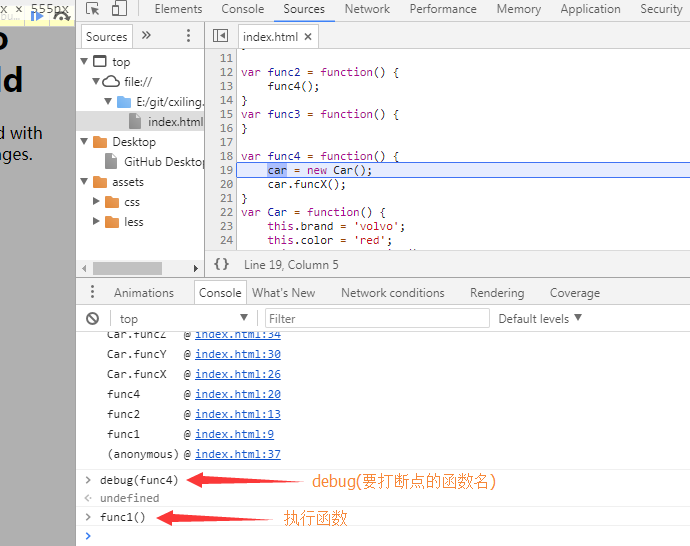 x × 555px
Bu...
o
ld
d with
ages.
Elements Console Sources Network Performance Memory Application Security
Sources »
index.html ×
top
file://
E:/git/cxiling.
index.html
Desktop
GitHub Desktop
assets
css
less
11 }
12 var func2 = function() {
13 func4();
14 }
15 var func3 = function() {
16 }
17
18 var func4 = function() {
19 car = new Car();
20 car.funcX();
21 }
22 var Car = function() {
23 this.brand = 'volvo';
24 this.color = 'red';
{} Line 19, Column 5
Animations Console What's New Network conditions Rendering Coverage
top Filter Default levels
Car.funcZ @ index.html:34
Car.funcY @ index.html:30
Car.funcX @ index.html:26
func4 @ index.html:20
func2 @ index.html:13
func1 @ index.html:9
(anonymous) @ index.html:37
> debug(func4) debug(要打断点的函数名)
undefined
> func1() 执行函数
>